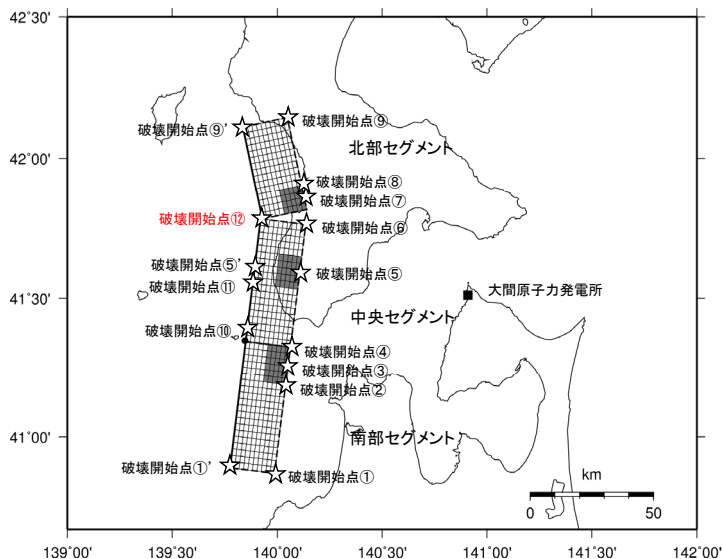 42˚30'
破壊開始点⑨
破壊開始点⑨'
北部セグメント
42˚00'
破壊開始点⑧
破壊開始点⑦
破壊開始点⑫
破壊開始点⑥
破壊開始点⑤'
破壊開始点⑤
破壊開始点⑪
大間原子力発電所
41˚30'
中央セグメント
破壊開始点⑩
破壊開始点④
破壊開始点③
破壊開始点②
41˚00'
南部セグメント
破壊開始点①'
破壊開始点①
km
0
50
139˚00'
139˚30'
140˚00'
140˚30'
141˚00'
141˚30'
142˚00'